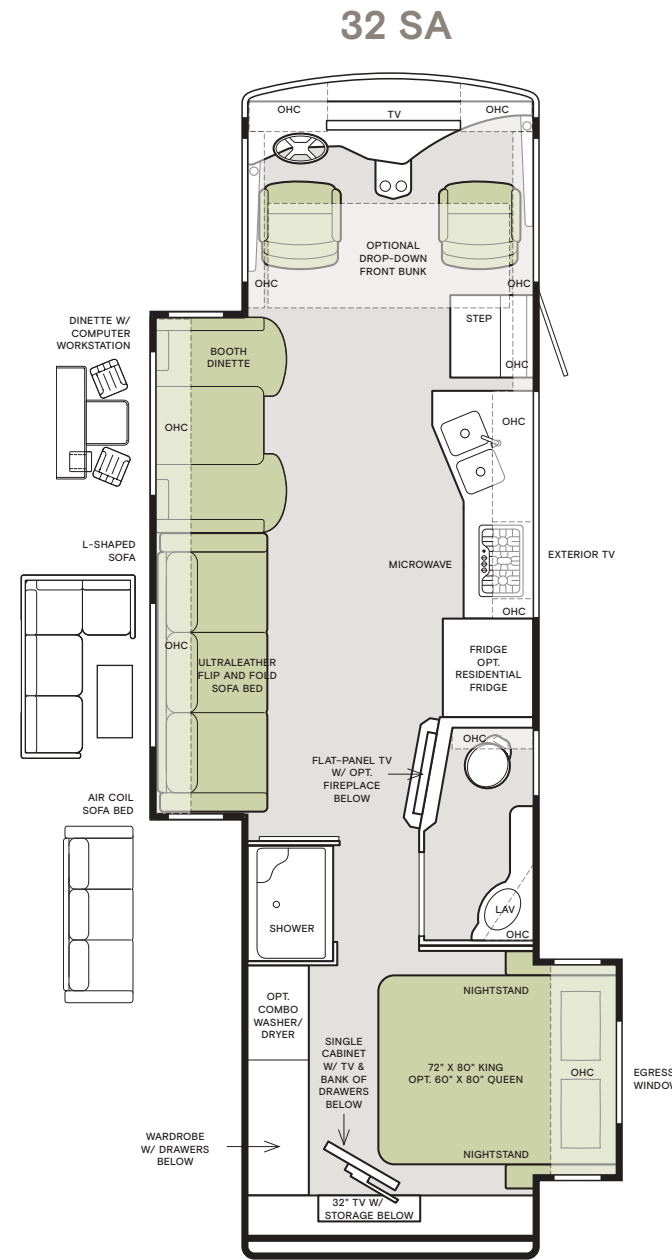 32 SA
OHC
TV
OHC
OPTIONAL
DROP-DOWN
FRONT BUNK
OHC
OHC
STEP
OHC
DINETTE W/
COMPUTER
WORKSTATION
BOOTH
DINETTE
OHC
OHC
L-SHAPED
SOFA
MICROWAVE
EXTERIOR TV
OHC
OHC
ULTRALEATHER
FLIP AND FOLD
SOFA BED
FRIDGE
OPT.
RESIDENTIAL
FRIDGE
OHC
FLAT-PANEL TV
W/ OPT.
FIREPLACE
BELOW
AIR COIL
SOFA BED
LAV
OHC
SHOWER
NIGHTSTAND
OPT.
COMBO
WASHER/
DRYER
SINGLE
CABINET
W/ TV &
BANK OF
DRAWERS
BELOW
72" X 80" KING
OPT. 60" X 80" QUEEN
OHC
EGRESS
WINDOW
WARDROBE
W/ DRAWERS
BELOW
NIGHTSTAND
32" TV W/
STORAGE BELOW